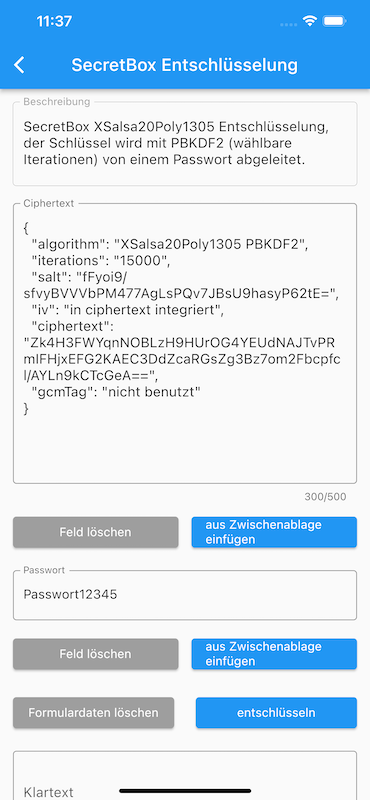 11:37
SecretBox Entschlüsselung
Beschreibung
SecretBox XSalsa20Poly1305 Entschlüsselung,
der Schlüssel wird mit PBKDF2 (wählbare
Iterationen) von einem Passwort abgeleitet.
Ciphertext
{
"algorithm": "XSalsa20Poly1305 PBKDF2",
"iterations": "15000",
"salt": "fFyoi9/
sfvyBVVVbPM477AgLsPQv7JBsU9hasyP62tE=",
"iv": "in ciphertext integriert",
"ciphertext":
"Zk4H3FWYqnNOBLzH9HUrOG4YEUdNAJTvPR
mlFHjxEFG2KAEC3DdZcaRGsZg3Bz7om2Fbcpfc
l/AYLn9kCTcGeA==",
"gcmTag": "nicht benutzt"
}
300/500
Feld löschen
aus Zwischenablage
einfügen
Passwort
Passwort12345
Feld löschen
aus Zwischenablage
einfügen
Formulardaten löschen
entschlüsseln
Klartext